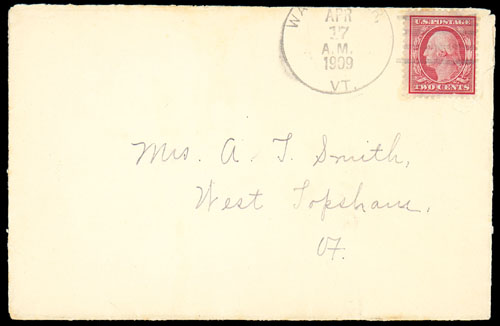 APR
17
A.M.
1909
VT.
U.S. POSTAGE
TWO CENTS
Mrs. A. T. Smith,
West Topsham,
Vt.